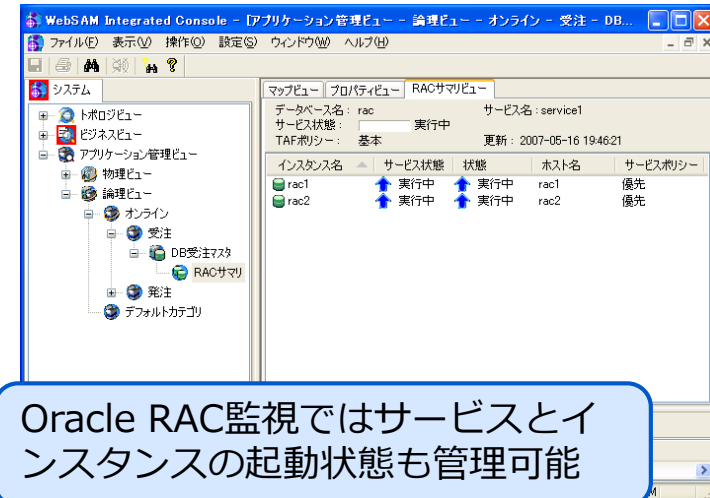 WebSAM Integrated Console - [アプリケーション管理ビュー - 論理ビュー - オンライン - 受注 - DB...
ファイル(F) 表示(V) 操作(O) 設定(S) ウィンドウ(W) ヘルプ(H)
システム
トポロジビュー
ビジネスビュー
アプリケーション管理ビュー
物理ビュー
論理ビュー
オンライン
受注
DB受注マスタ
RACサマリ
発注
デフォルトカテゴリ
マップビュー プロパティビュー RACサマリビュー
データベース名 : rac サービス名 : service1
サービス状態 : 実行中
TAFポリシー : 基本 更新 : 2007-05-16 19:46:21
インスタンス名 サービス状態 状態 ホスト名 サービスポリシー
rac1 実行中 実行中 rac1 優先
rac2 実行中 実行中 rac2 優先
Oracle RAC監視ではサービスとイ
ンスタンスの起動状態も管理可能